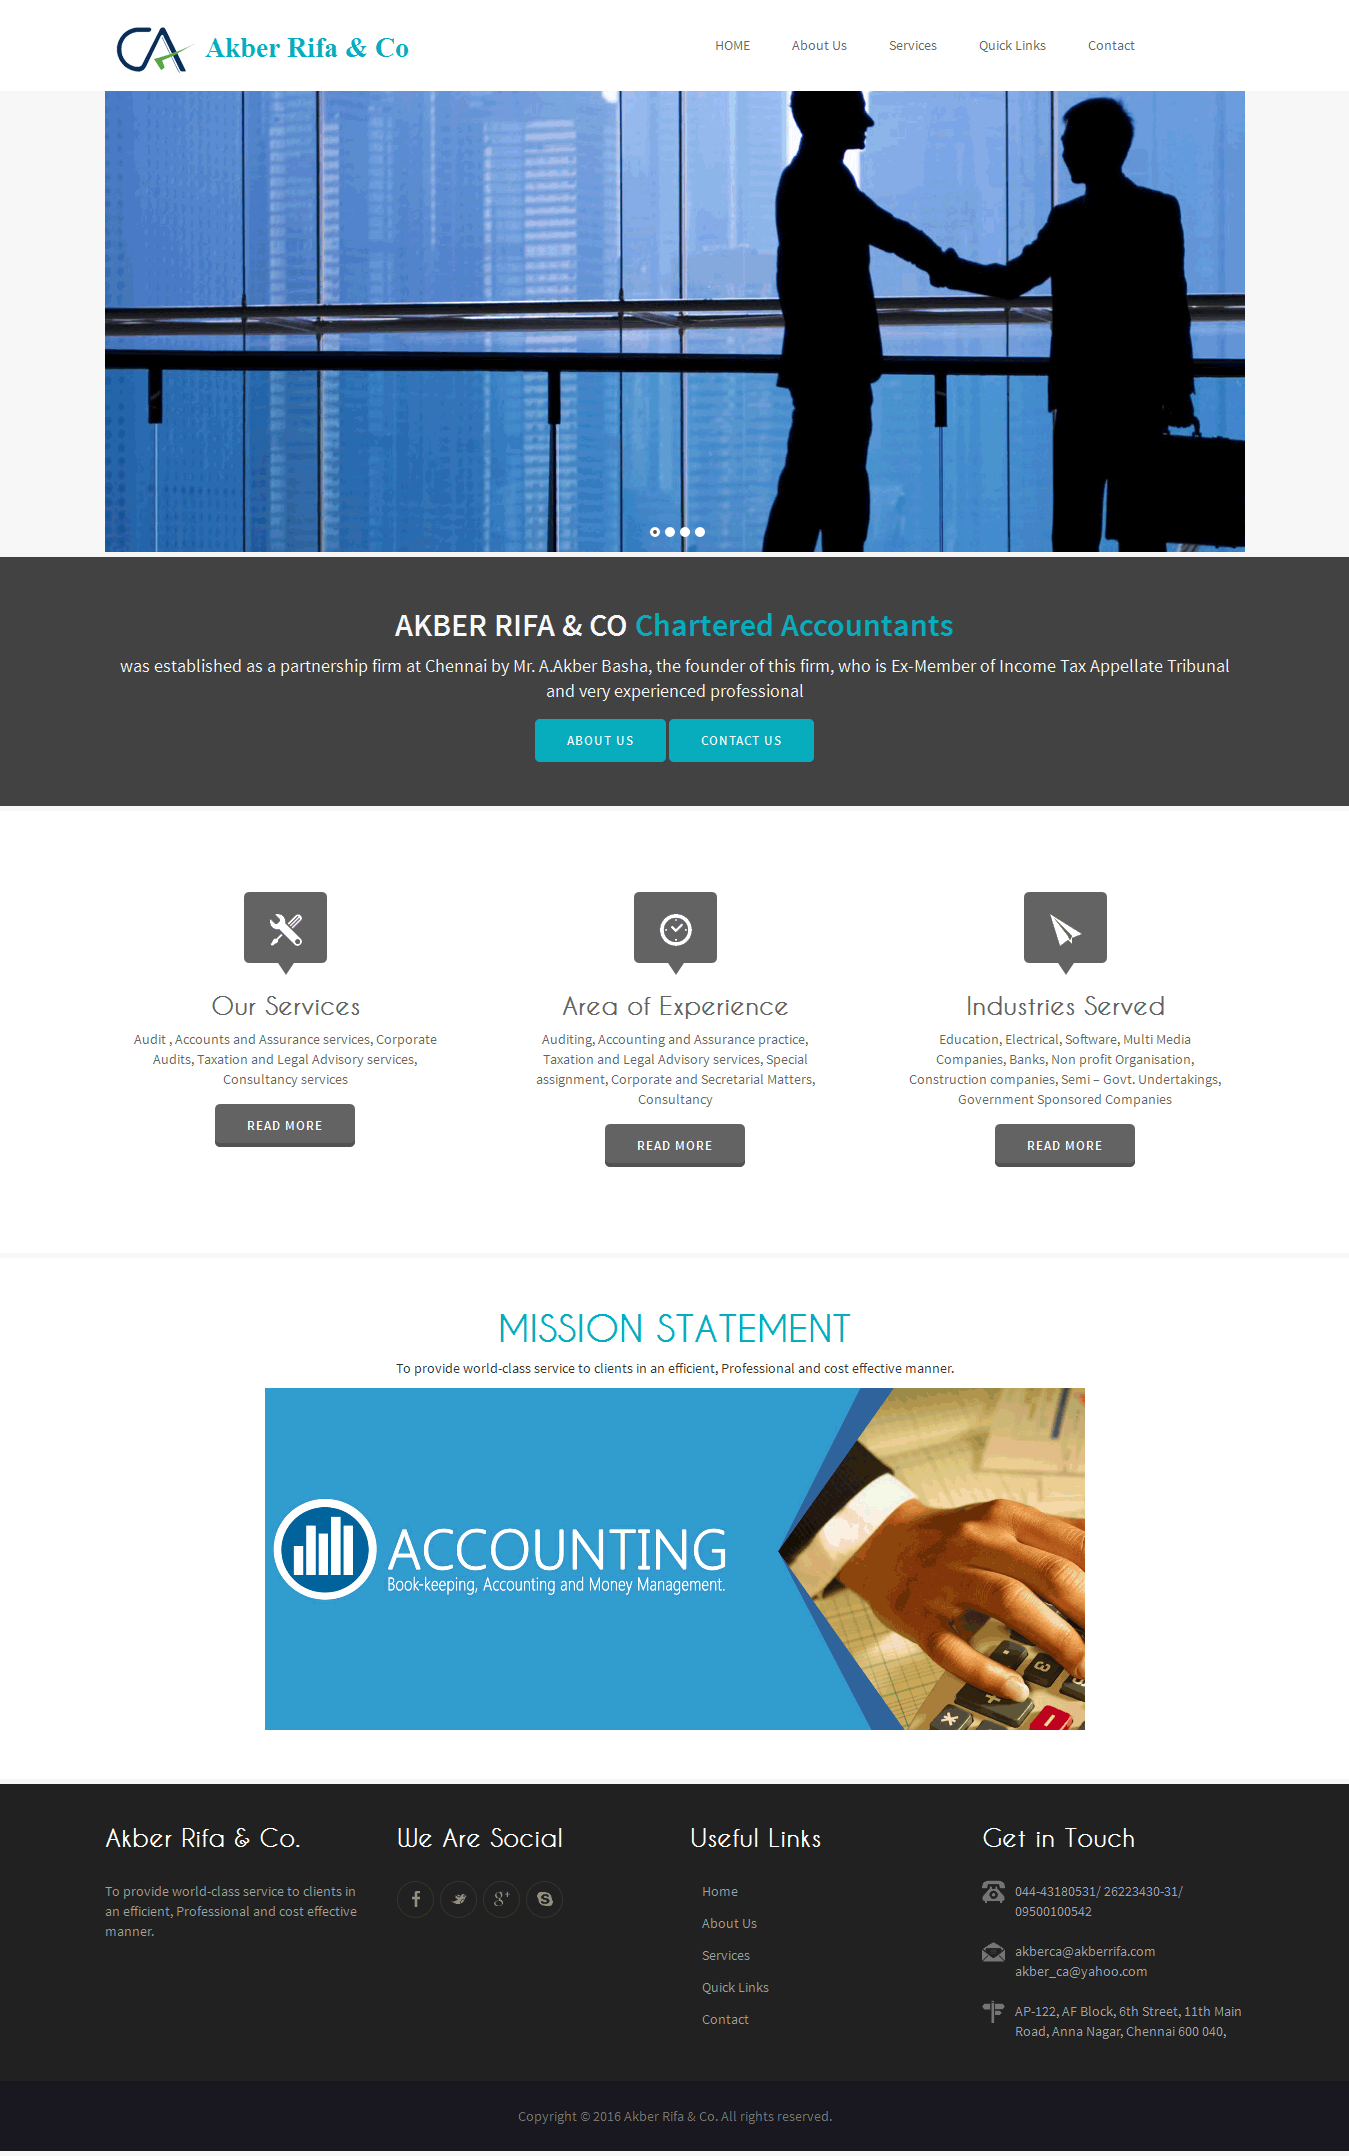 CA Akber Rifa & Co
HOME About Us Services Quick Links Contact
AKBER RIFA & CO Chartered Accountants
was established as a partnership firm at Chennai by Mr. A.Akber Basha, the founder of this firm, who is Ex-Member of Income Tax Appellate Tribunal
and very experienced professional
ABOUT US CONTACT US
Our Services
Audit , Accounts and Assurance services, Corporate
Audits, Taxation and Legal Advisory services,
Consultancy services
READ MORE
Area of Experience
Auditing, Accounting and Assurance practice,
Taxation and Legal Advisory services, Special
assignment, Corporate and Secretarial Matters,
Consultancy
READ MORE
Industries Served
Education, Electrical, Software, Multi Media
Companies, Banks, Non profit Organisation,
Construction companies, Semi – Govt. Undertakings,
Government Sponsored Companies
READ MORE
MISSION STATEMENT
To provide world-class service to clients in an efficient, Professional and cost effective manner.
ACCOUNTING
Book-keeping, Accounting and Money Management.
Akber Rifa & Co.
To provide world-class service to clients in
an efficient, Professional and cost effective
manner.
We Are Social
Useful Links
Home
About Us
Services
Quick Links
Contact
Get in Touch
044-43180531/ 26223430-31/
09500100542
akberca@akberrifa.com
akber_ca@yahoo.com
AP-122, AF Block, 6th Street, 11th Main
Road, Anna Nagar, Chennai 600 040,
Copyright © 2016 Akber Rifa & Co. All rights reserved.